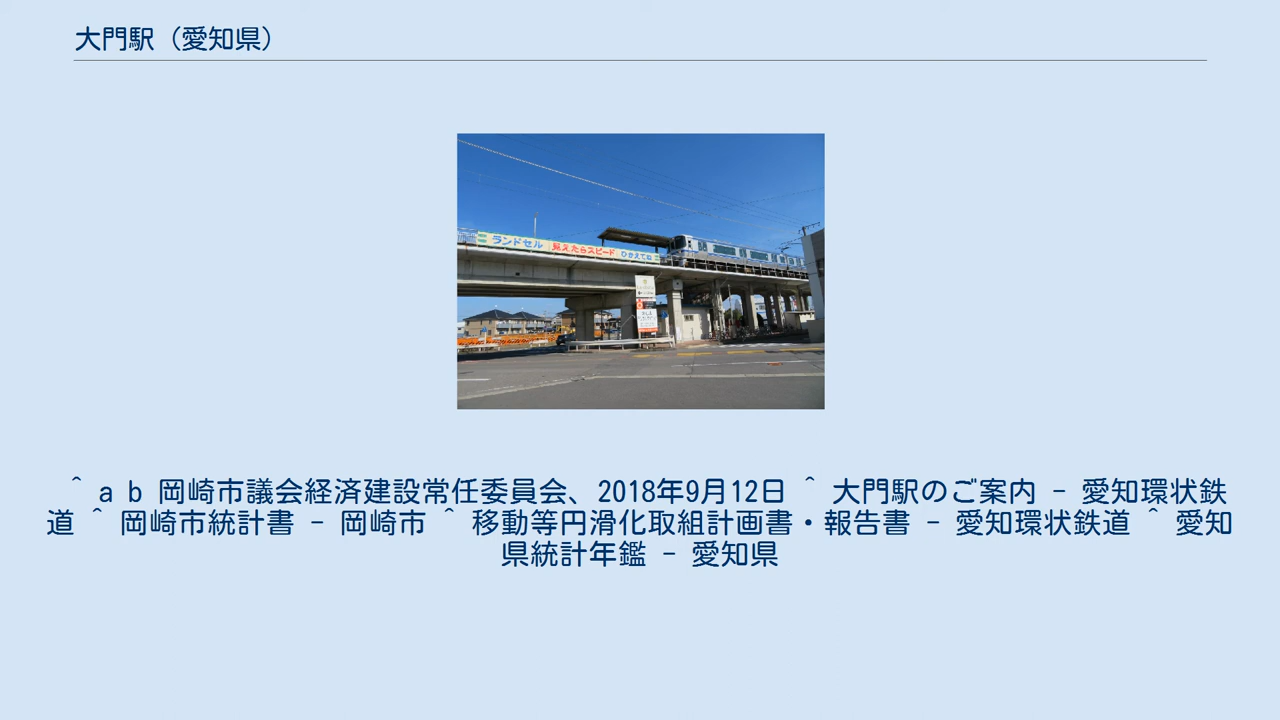 大門駅（愛知県）
ランドセル 見えたらスピード ひかえてね
^ a b 岡崎市議会経済建設常任委員会、2018年9月12日 ^ 大門駅のご案内 - 愛知環状鉄
道 ^ 岡崎市統計書 - 岡崎市 ^ 移動等円滑化取組計画書・報告書 - 愛知環状鉄道 ^ 愛知
県統計年鑑 - 愛知県